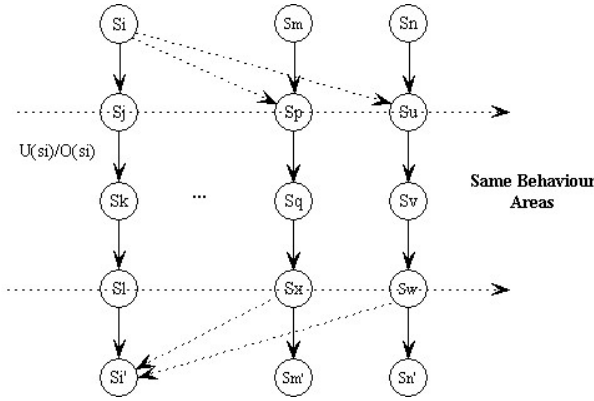 Si Sm Sn
Sj Sp Su
U(si)/O(si)
Same Behaviour
Sk ... Sq Sv
Areas
Sl Sx Sw
Si' Sm' Sn'